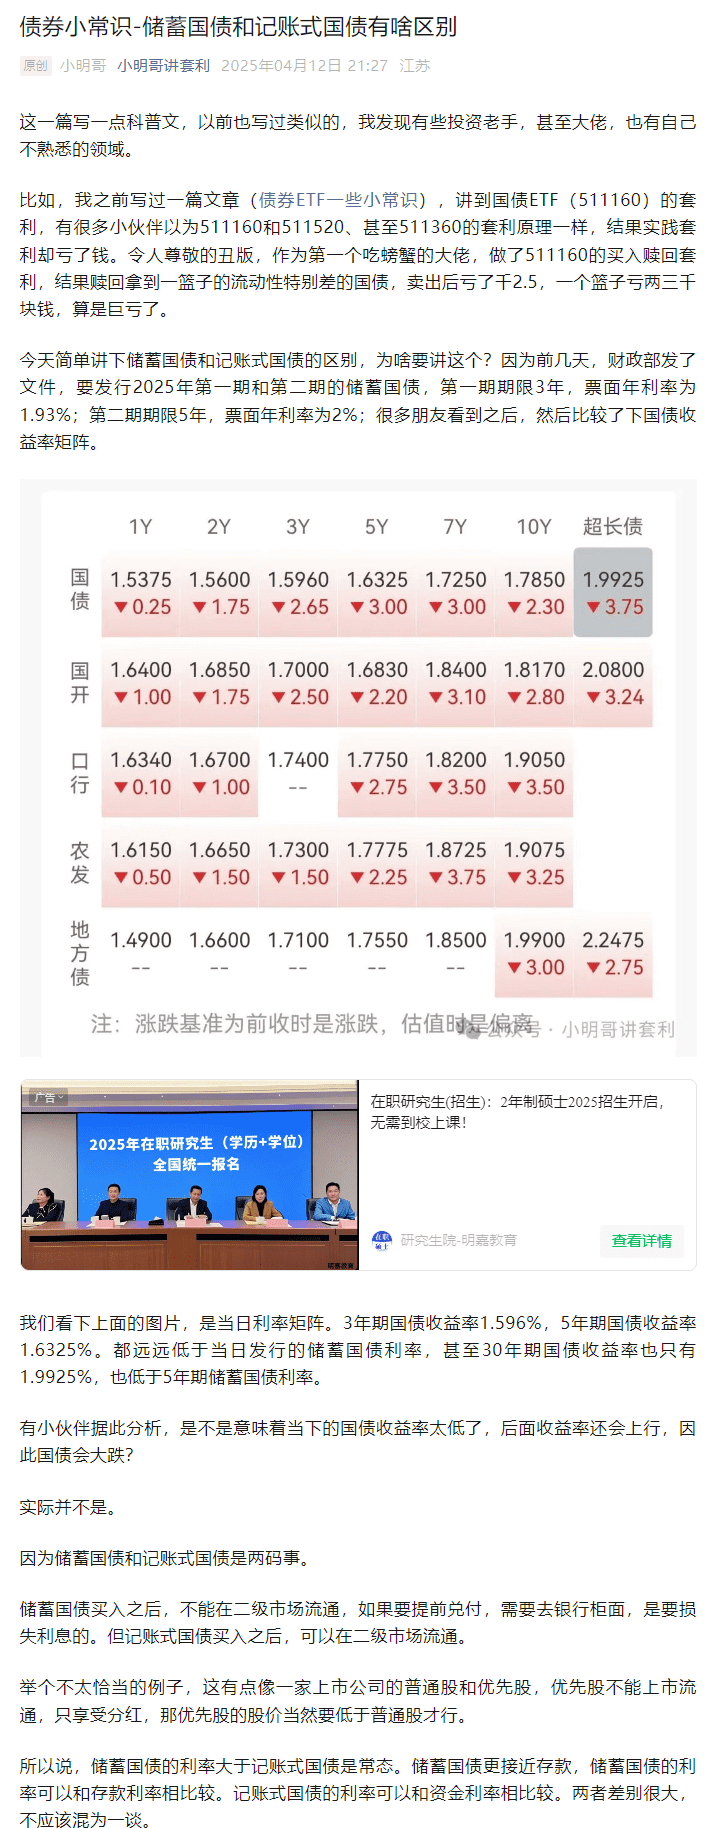 债券小常识-储蓄国债和记账式国债有啥区别
原创 小明哥 小明哥讲套利 2025年04月12日 21:27 江苏
这一篇写一点科普文，以前也写过类似的，我发现有些投资老手，甚至大佬，也有自己
不熟悉的领域。
比如，我之前写过一篇文章（债券ETF一些小常识），讲到国债ETF（511160）的套
利，有很多小伙伴以为511160和511520、甚至511360的套利原理一样，结果实践套
利却亏了钱。令人尊敬的丑版，作为第一个吃螃蟹的大佬，做了511160的买入赎回套
利，结果赎回拿到一篮子的流动性特别差的国债，卖出后亏了千2.5，一个篮子亏两三千
块钱，算是巨亏了。
今天简单讲下储蓄国债和记账式国债的区别，为啥要讲这个？因为前几天，财政部发了
文件，要发行2025年第一期和第二期的储蓄国债，第一期期限3年，票面年利率为
1.93%；第二期期限5年，票面年利率为2%；很多朋友看到之后，然后比较了下国债收
益率矩阵。
1Y 2Y 3Y 5Y 7Y 10Y 超长债
国债 1.5375 1.5600 1.5960 1.6325 1.7250 1.7850 1.9925
▼0.25 ▼1.75 ▼2.65 ▼3.00 ▼3.00 ▼2.30 ▼3.75
国开 1.6400 1.6850 1.7000 1.6830 1.8400 1.8170 2.0800
▼1.00 ▼1.75 ▼2.50 ▼2.20 ▼3.10 ▼2.80 ▼3.24
口行 1.6340 1.6700 1.7400 1.7750 1.8200 1.9050
▼0.10 ▼1.00 -- ▼2.75 ▼3.50 ▼3.50
农发 1.6150 1.6650 1.7300 1.7775 1.8725 1.9075
▼0.50 ▼1.50 ▼1.50 ▼2.25 ▼3.75 ▼3.25
地方债 1.4900 1.6600 1.7100 1.7550 1.8500 1.9900 2.2475
-- -- -- -- -- ▼3.00 ▼2.75
注：涨跌基准为前收时是涨跌，估值时是偏离
公众号 · 小明哥讲套利
广告
2025年在职研究生（学历+学位）
全国统一报名
明嘉教育
在职研究生(招生)：2年制硕士2025招生开启，
无需到校上课！
在职
硕士
研究生院-明嘉教育
查看详情
我们看下上面的图片，是当日利率矩阵。3年期国债收益率1.596%，5年期国债收益率
1.6325%。都远远低于当日发行的储蓄国债利率，甚至30年期国债收益率也只有
1.9925%，也低于5年期储蓄国债利率。
有小伙伴据此分析，是不是意味着当下的国债收益率太低了，后面收益率还会上行，因
此国债会大跌？
实际并不是。
因为储蓄国债和记账式国债是两码事。
储蓄国债买入之后，不能在二级市场流通，如果要提前兑付，需要去银行柜面，是要损
失利息的。但记账式国债买入之后，可以在二级市场流通。
举个不太恰当的例子，这有点像一家上市公司的普通股和优先股，优先股不能上市流
通，只享受分红，那优先股的股价当然要低于普通股才行。
所以说，储蓄国债的利率大于记账式国债是常态。储蓄国债更接近存款，储蓄国债的利
率可以和存款利率相比较。记账式国债的利率可以和资金利率相比较。两者差别很大，
不应该混为一谈。